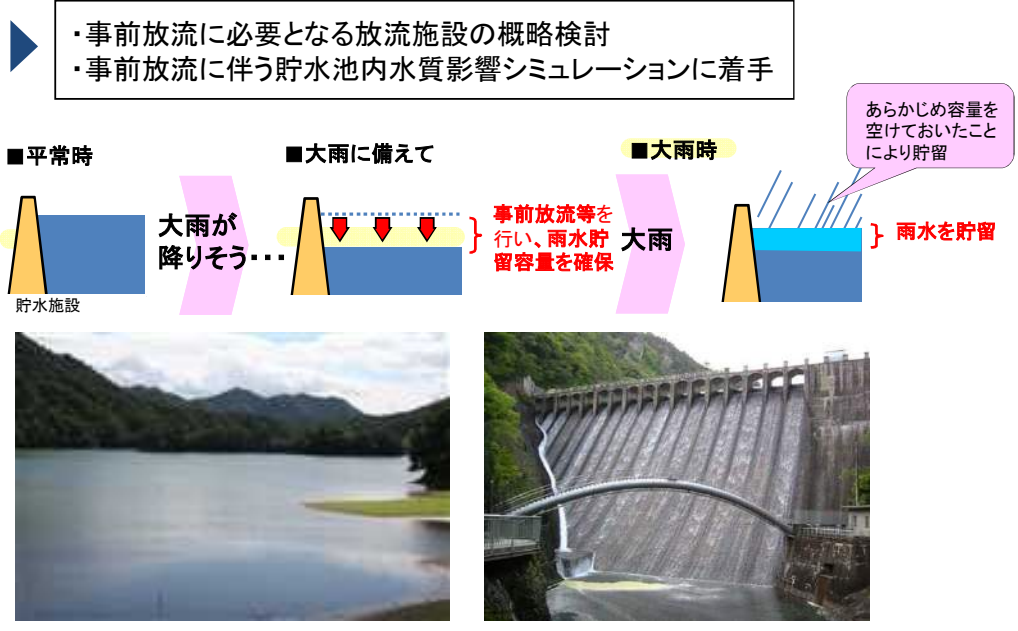 ・事前放流に必要となる放流施設の概略検討
・事前放流に伴う貯水池内水質影響シミュレーションに着手
あらかじめ容量を
空けておいたこと
により貯留
■平常時
■大雨に備えて
■大雨時
大雨が
降りそう・・・
事前放流等を
行い、雨水貯
留容量を確保
大雨
雨水を貯留
貯水施設